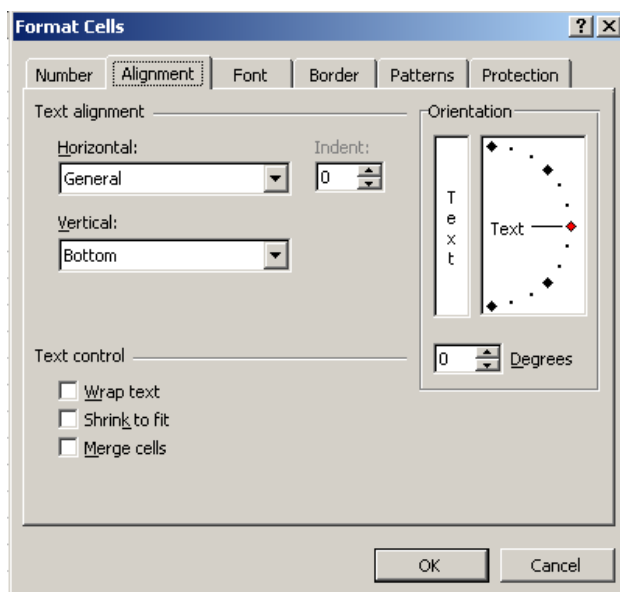 Format Cells
Number Alignment Font Border Patterns Protection
Text alignment
Horizontal:
Indent:
General
0
Vertical:
Bottom
Text control
Wrap text
Shrink to fit
Merge cells
Orientation
T
e
x
t
Text
0 Degrees
OK Cancel